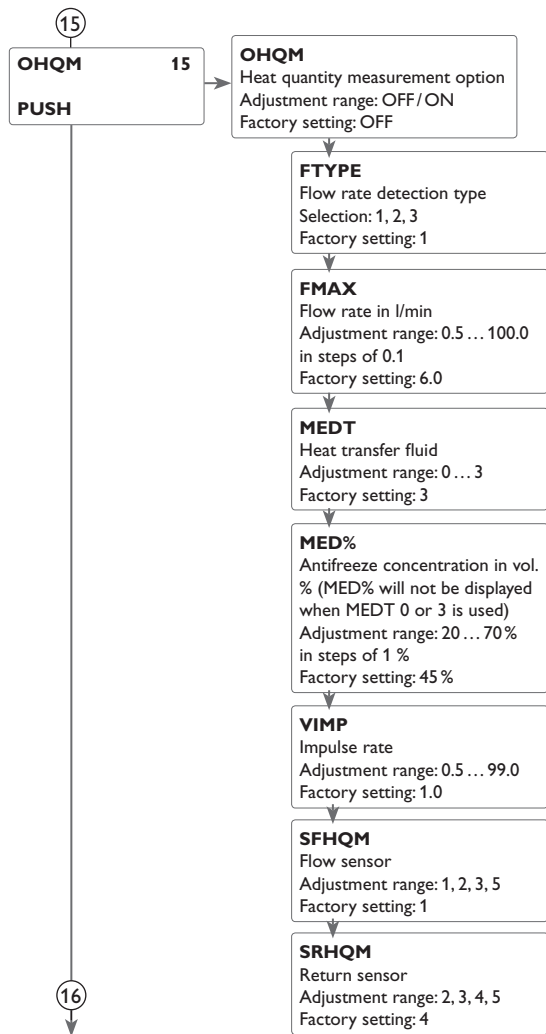 15
OHQM 15
PUSH
OHQM
Heat quantity measurement option
Adjustment range: OFF/ON
Factory setting: OFF
FTYPE
Flow rate detection type
Selection: 1, 2, 3
Factory setting: 1
FMAX
Flow rate in l/min
Adjustment range: 0.5 … 100.0
in steps of 0.1
Factory setting: 6.0
MEDT
Heat transfer fluid
Adjustment range: 0 … 3
Factory setting: 3
MED%
Antifreeze concentration in vol.
% (MED% will not be displayed
when MEDT 0 or 3 is used)
Adjustment range: 20 … 70%
in steps of 1 %
Factory setting: 45%
VIMP
Impulse rate
Adjustment range: 0.5 … 99.0
Factory setting: 1.0
SFHQM
Flow sensor
Adjustment range: 1, 2, 3, 5
Factory setting: 1
SRHQM
Return sensor
Adjustment range: 2, 3, 4, 5
Factory setting: 4
16